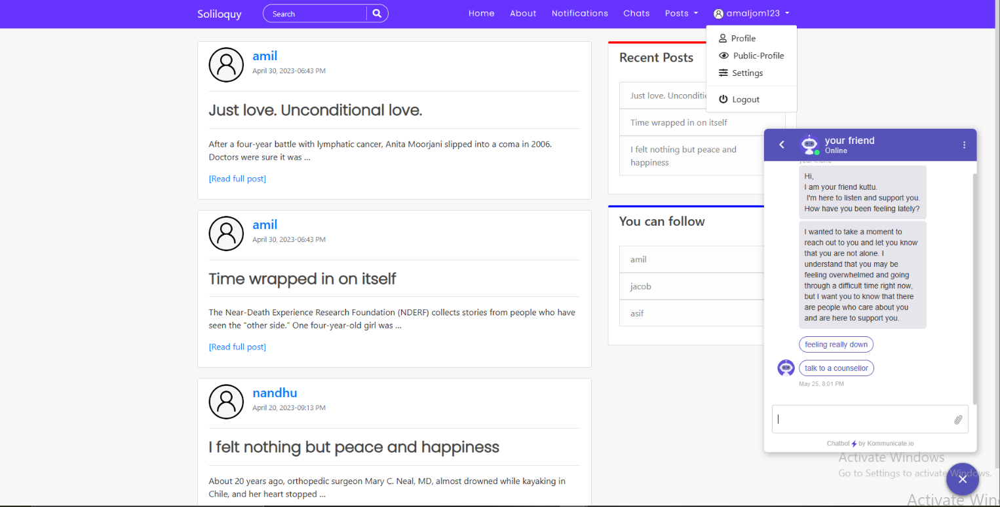 Soliloquy
Search
Home
About
Notifications
Chats
Posts
amaljom123
Profile
Public-Profile
Settings
Logout
amil
April 30, 2023-06:43 PM
Just love. Unconditional love.
After a four-year battle with lymphatic cancer, Anita Moorjani slipped into a coma in 2006.
Doctors were sure it was ...
[Read full post]
amil
April 30, 2023-06:43 PM
Time wrapped in on itself
The Near-Death Experience Research Foundation (NDERF) collects stories from people who have
seen the “other side.” One four-year-old girl was ...
[Read full post]
nandhu
April 20, 2023-09:13 PM
I felt nothing but peace and happiness
About 20 years ago, orthopedic surgeon Mary C. Neal, MD, almost drowned while kayaking in
Chile, and her heart stopped ...
Recent Posts
Just love. Unconditio
Time wrapped in on itself
I felt nothing but peace and
happiness
You can follow
amil
jacob
asif
your friend
Online
your friend
Hi,
I am your friend kuttu.
I'm here to listen and support you.
How have you been feeling lately?
I wanted to take a moment to
reach out to you and let you know
that you are not alone. I
understand that you may be
feeling overwhelmed and going
through a difficult time right now,
but I want you to know that there
are people who care about you
and are here to support you.
feeling really down
talk to a counsellor
May 25, 8:01 PM
Chatbot by Kommunicate.io
Activate Windows
Go to Settings to activate Windows.
Activate Win